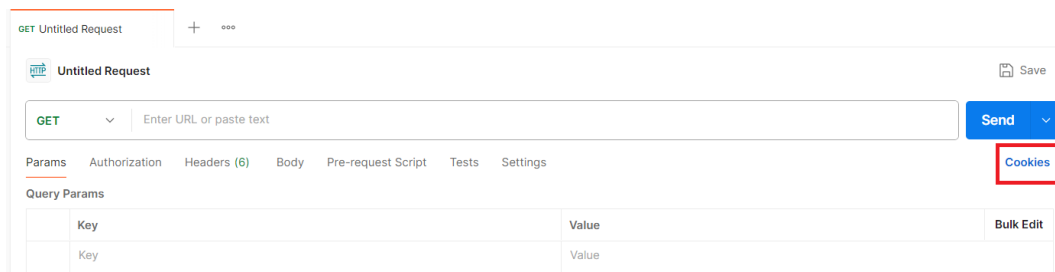 GET Untitled Request
HTTP Untitled Request Save
GET Enter URL or paste text Send
Params Authorization Headers (6) Body Pre-request Script Tests Settings Cookies
Query Params
Key Value Bulk Edit
Key Value